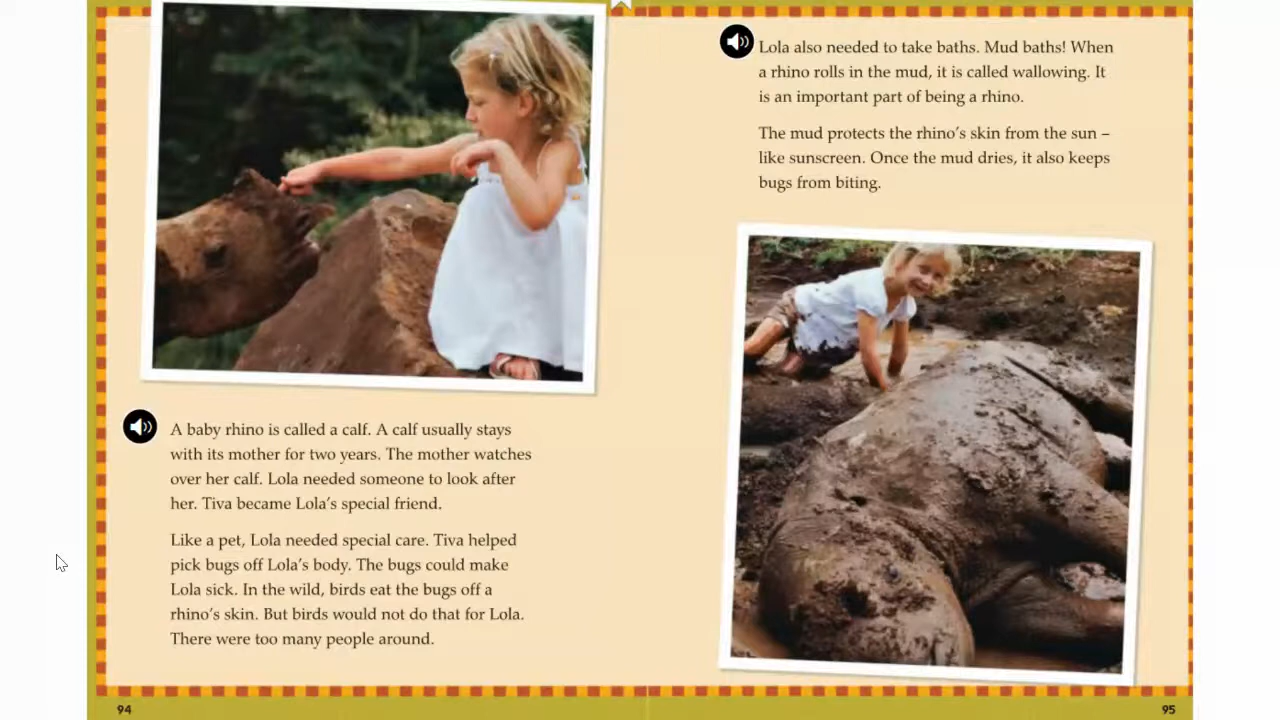 A baby rhino is called a calf. A calf usually stays
with its mother for two years. The mother watches
over her calf. Lola needed someone to look after
her. Tiva became Lola's special friend.
Like a pet, Lola needed special care. Tiva helped
pick bugs off Lola's body. The bugs could make
Lola sick. In the wild, birds eat the bugs off a
rhino's skin. But birds would not do that for Lola.
There were too many people around.
94
Lola also needed to take baths. Mud baths! When
a rhino rolls in the mud, it is called wallowing. It
is an important part of being a rhino.
The mud protects the rhino's skin from the sun –
like sunscreen. Once the mud dries, it also keeps
bugs from biting.
95